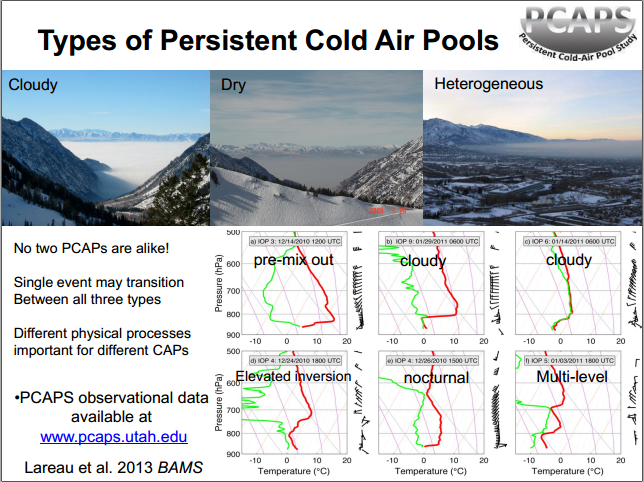 Types of Persistent Cold Air Pools
PCAPS
Persistent Cold-Air Pool Study
Cloudy
Dry
Heterogeneous
No two PCAPs are alike!
Single event may transition
Between all three types
Different physical processes
important for different CAPs
•PCAPS observational data
available at
www.pcaps.utah.edu
Lareau et al. 2013 BAMS
a) IOP 3: 12/14/2010 1200 UTC
pre-mix out
b) IOP 9: 01/29/2011 0600 UTC
cloudy
c) IOP 6: 01/14/2011 0600 UTC
cloudy
Pressure (hPa)
500
600
700
800
900
-10 0 10 20
-10 0 10 20
-10 0 10 20
d) IOP 4: 12/24/2010 1800 UTC
Elevated inversion
e) IOP 4: 12/26/2010 1500 UTC
nocturnal
f) IOP 5: 01/03/2011 1800 UTC
Multi-level
Pressure (hPa)
500
600
700
800
900
-10 0 10 20
-10 0 10 20
-10 0 10 20
Temperature (°C)
Temperature (°C)
Temperature (°C)